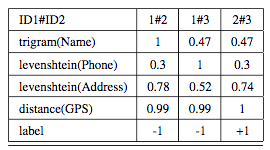 ID1#ID2 1#2 1#3 2#3
trigram(Name) 1 0.47 0.47
levenshtein(Phone) 0.3 1 0.3
levenshtein(Address) 0.78 0.52 0.74
distance(GPS) 0.99 0.99 1
label -1 -1 +1